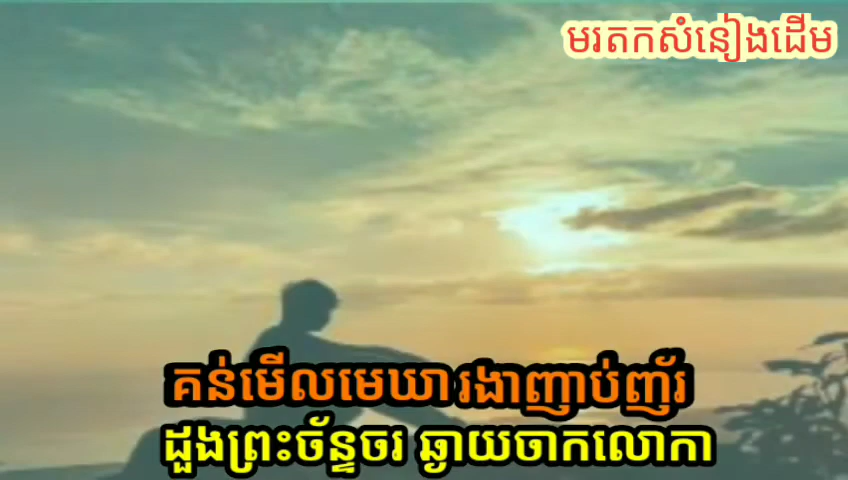 មរតកសំនៀងដើម
គន់មើលមេឃា រងាញាប់ញ័រ
ដួងព្រះច័ន្ទចរ ឆ្ងាយចាកលោកា